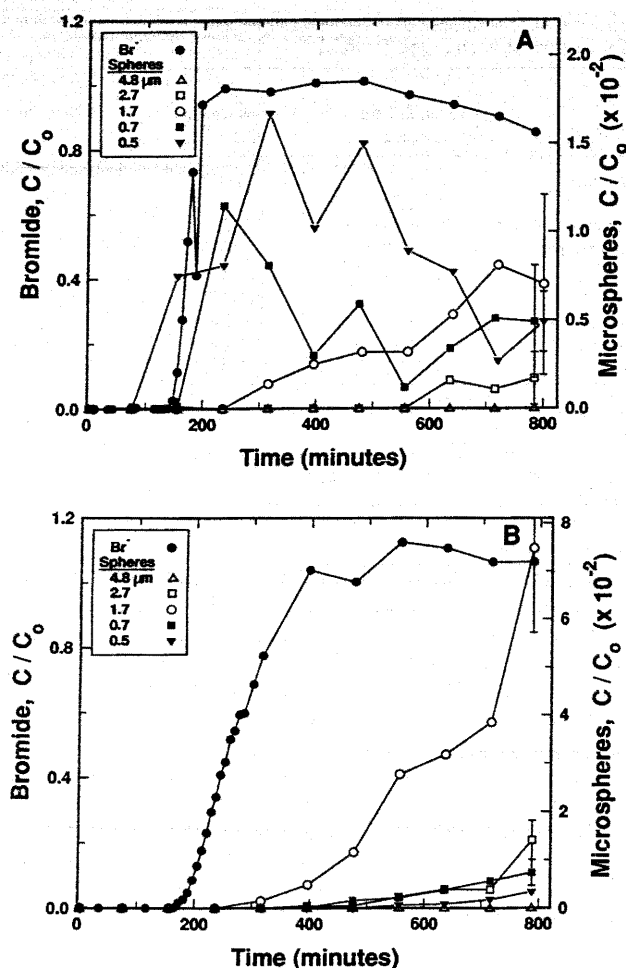 A
Br-
Spheres
4.8 μm
2.7
1.7
0.7
0.5
1.2
0.8
0.4
0.0
Bromide, C / Co
2.0
1.5
1.0
0.5
0.0
Microspheres, C / Co (x 10-2)
0 200 400 600 800
Time (minutes)
B
Br-
Spheres
4.8 μm
2.7
1.7
0.7
0.5
1.2
0.8
0.4
0.0
Bromide, C / Co
8
6
4
2
0
Microspheres, C / Co (x 10-2)
0 200 400 600 800
Time (minutes)